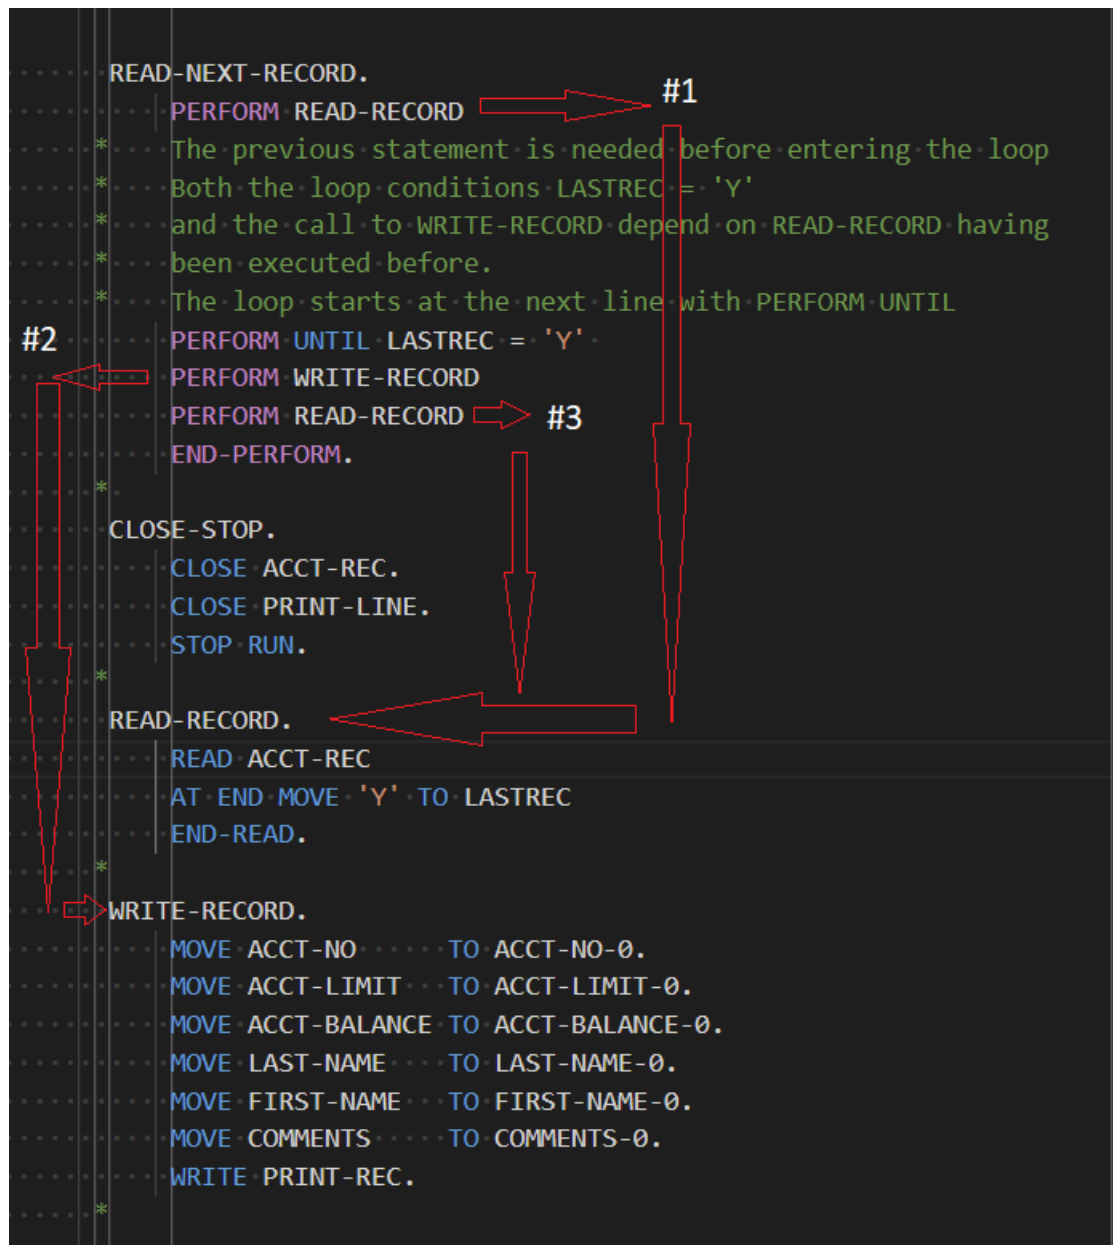 READ-NEXT-RECORD.
PERFORM READ-RECORD #1
* The previous statement is needed before entering the loop
* Both the loop conditions LASTREC = 'Y'
* and the call to WRITE-RECORD depend on READ-RECORD having
* been executed before.
* The loop starts at the next line with PERFORM UNTIL
#2 PERFORM UNTIL LASTREC = 'Y'
PERFORM WRITE-RECORD
PERFORM READ-RECORD #3
END-PERFORM.
*
CLOSE-STOP.
CLOSE ACCT-REC.
CLOSE PRINT-LINE.
STOP RUN.
*
READ-RECORD.
READ ACCT-REC
AT END MOVE 'Y' TO LASTREC
END-READ.
*
WRITE-RECORD.
MOVE ACCT-NO TO ACCT-NO-0.
MOVE ACCT-LIMIT TO ACCT-LIMIT-0.
MOVE ACCT-BALANCE TO ACCT-BALANCE-0.
MOVE LAST-NAME TO LAST-NAME-0.
MOVE FIRST-NAME TO FIRST-NAME-0.
MOVE COMMENTS TO COMMENTS-0.
WRITE PRINT-REC.
*